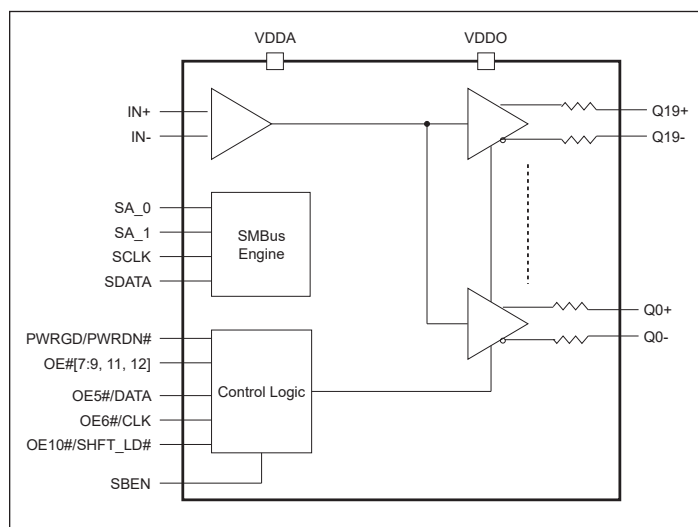 VDDA
VDDO
IN+
IN-
Q19+
Q19-
SA_0
SA_1
SCLK
SDATA
SMBus
Engine
Q0+
Q0-
PWRGD/PWRDN#
OE#[7:9, 11, 12]
OE5#/DATA
OE6#/CLK
OE10#/SHFT_LD#
Control Logic
SBEN